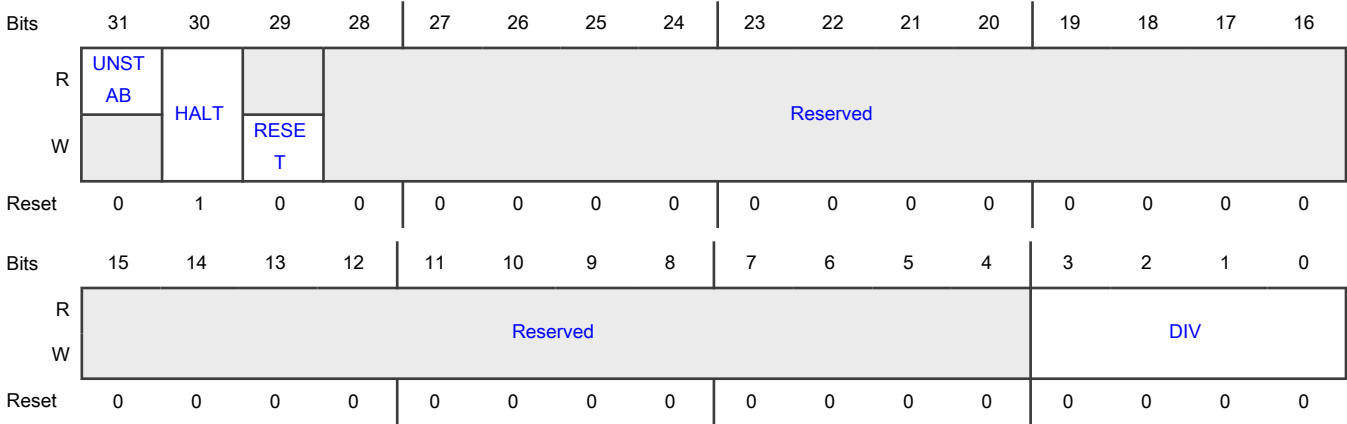 Bits 31 30 29 28 27 26 25 24 23 22 21 20 19 18 17 16
R UNST
AB
HALT
Reserved
W RESE
T
Reset 0 1 0 0 0 0 0 0 0 0 0 0 0 0 0 0
Bits 15 14 13 12 11 10 9 8 7 6 5 4 3 2 1 0
R
Reserved DIV
W
Reset 0 0 0 0 0 0 0 0 0 0 0 0 0 0 0 0